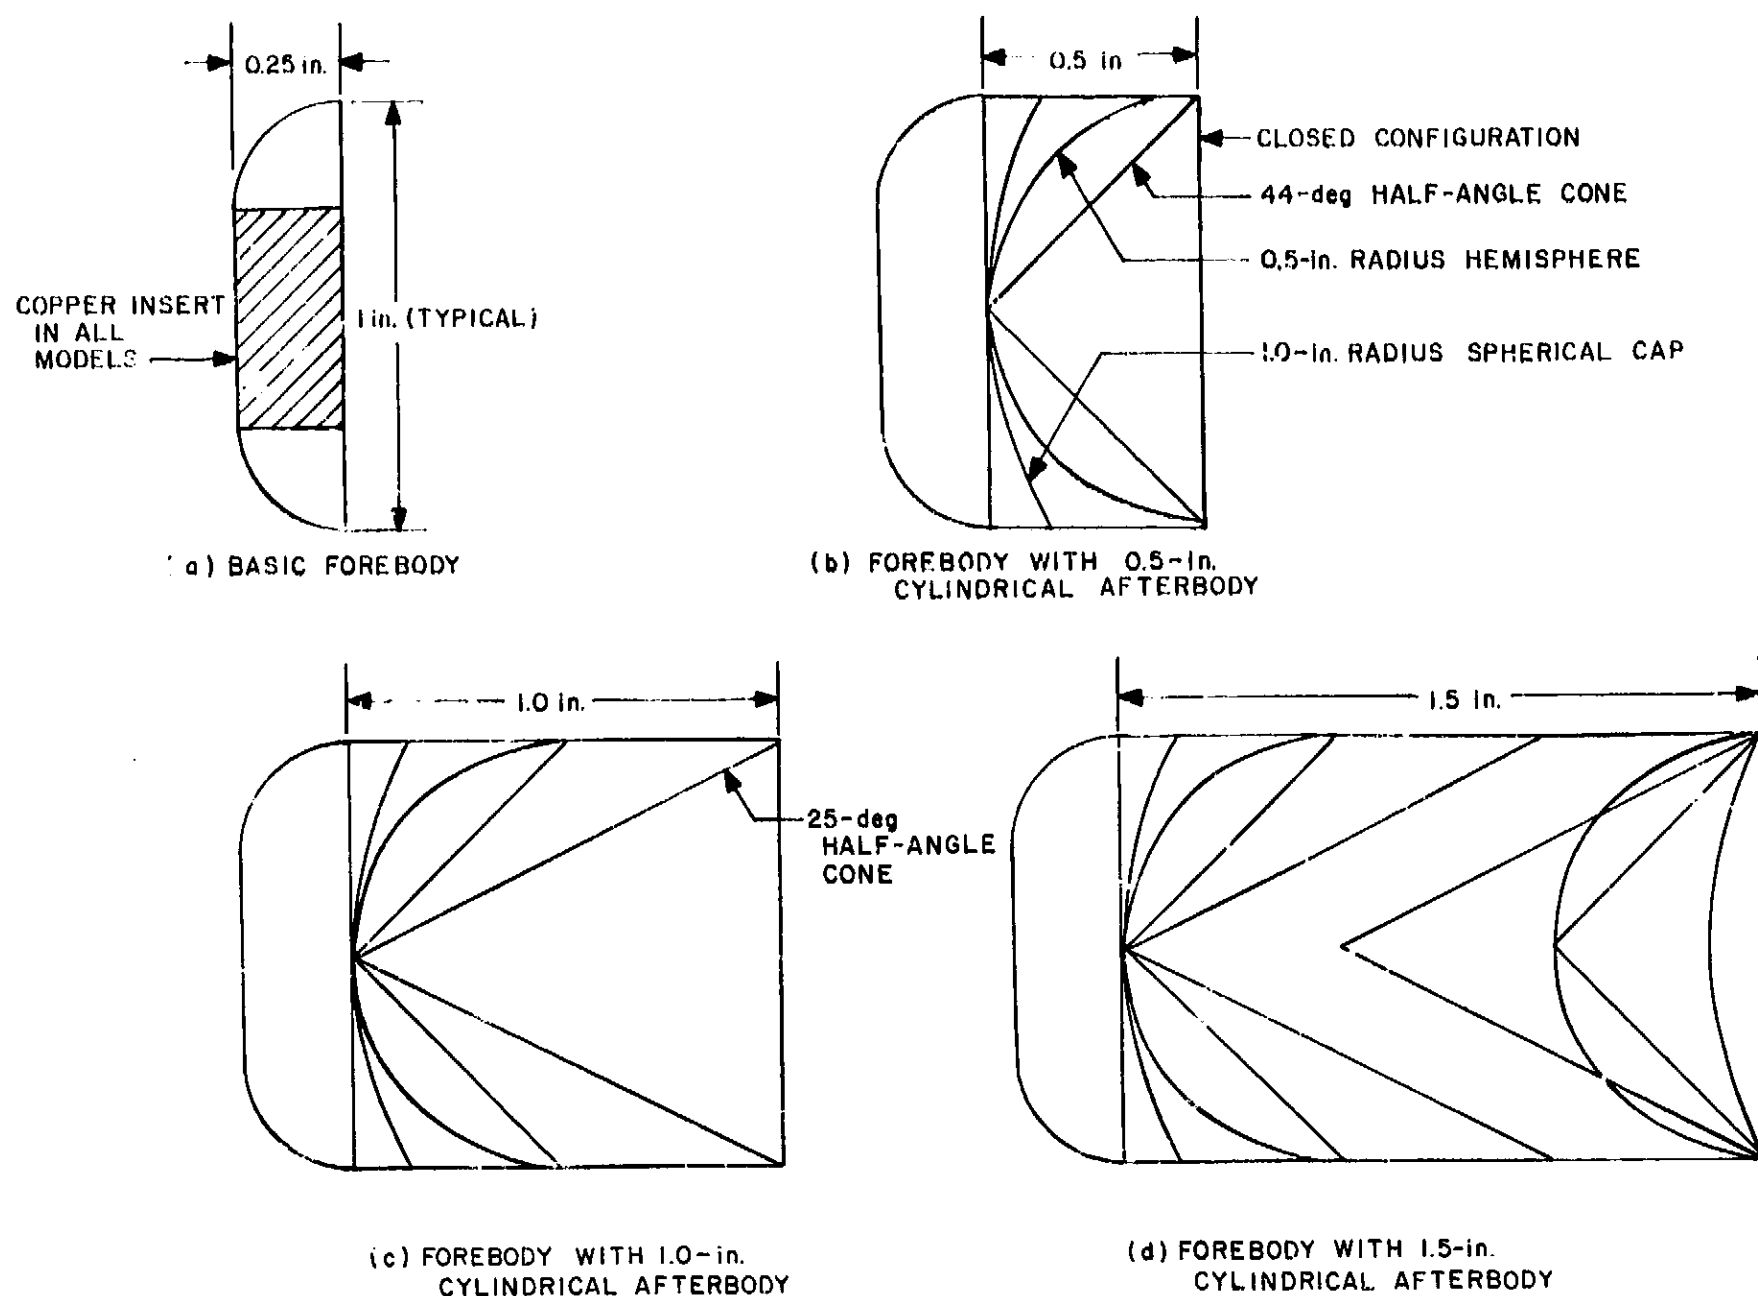 0.25 in.
COPPER INSERT
IN ALL
MODELS
1 in. (TYPICAL)
(a) BASIC FOREBODY
0.5 in
CLOSED CONFIGURATION
44-deg HALF-ANGLE CONE
0.5-in. RADIUS HEMISPHERE
1.0-in. RADIUS SPHERICAL CAP
(b) FOREBODY WITH 0.5-in.
CYLINDRICAL AFTERBODY
1.0 in.
25-deg
HALF-ANGLE
CONE
(c) FOREBODY WITH 1.0-in.
CYLINDRICAL AFTERBODY
1.5 in.
(d) FOREBODY WITH 1.5-in.
CYLINDRICAL AFTERBODY